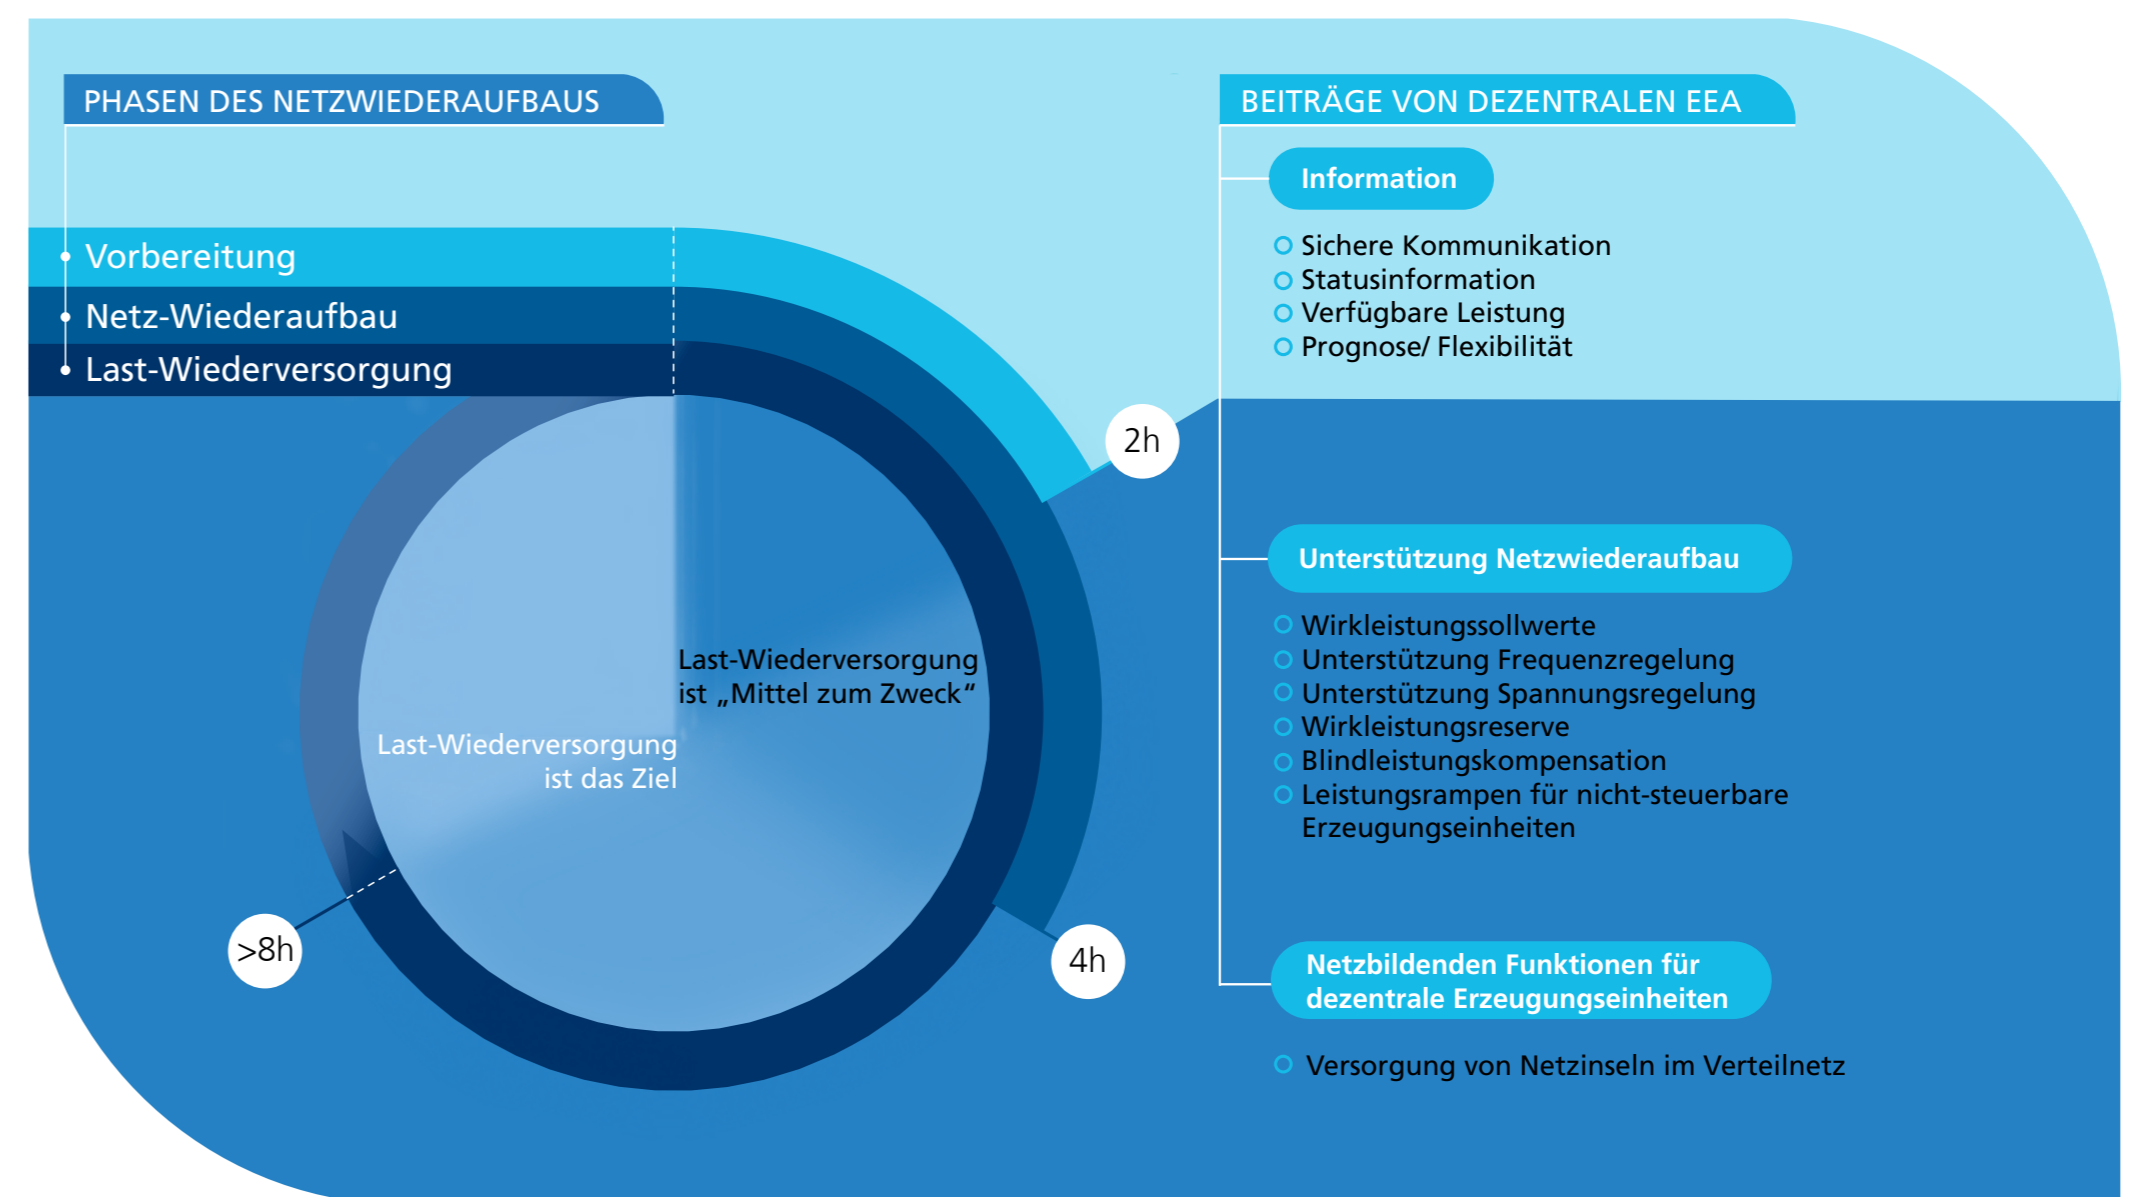 PHASEN DES NETZWIEDERAUFBAUS
Vorbereitung
Netz-Wiederaufbau
Last-Wiederversorgung
2h
4h
>8h
Last-Wiederversorgung
ist „Mittel zum Zweck“
Last-Wiederversorgung
ist das Ziel
BEITRÄGE VON DEZENTRALEN EEA
Information
Sichere Kommunikation
Statusinformation
Verfügbare Leistung
Prognose/ Flexibilität
Unterstützung Netzwiederaufbau
Wirkleistungssollwerte
Unterstützung Frequenzregelung
Unterstützung Spannungsregelung
Wirkleistungsreserve
Blindleistungskompensation
Leistungsrampen für nicht-steuerbare
Erzeugungseinheiten
Netzbildenden Funktionen für
dezentrale Erzeugungseinheiten
Versorgung von Netzinseln im Verteilnetz